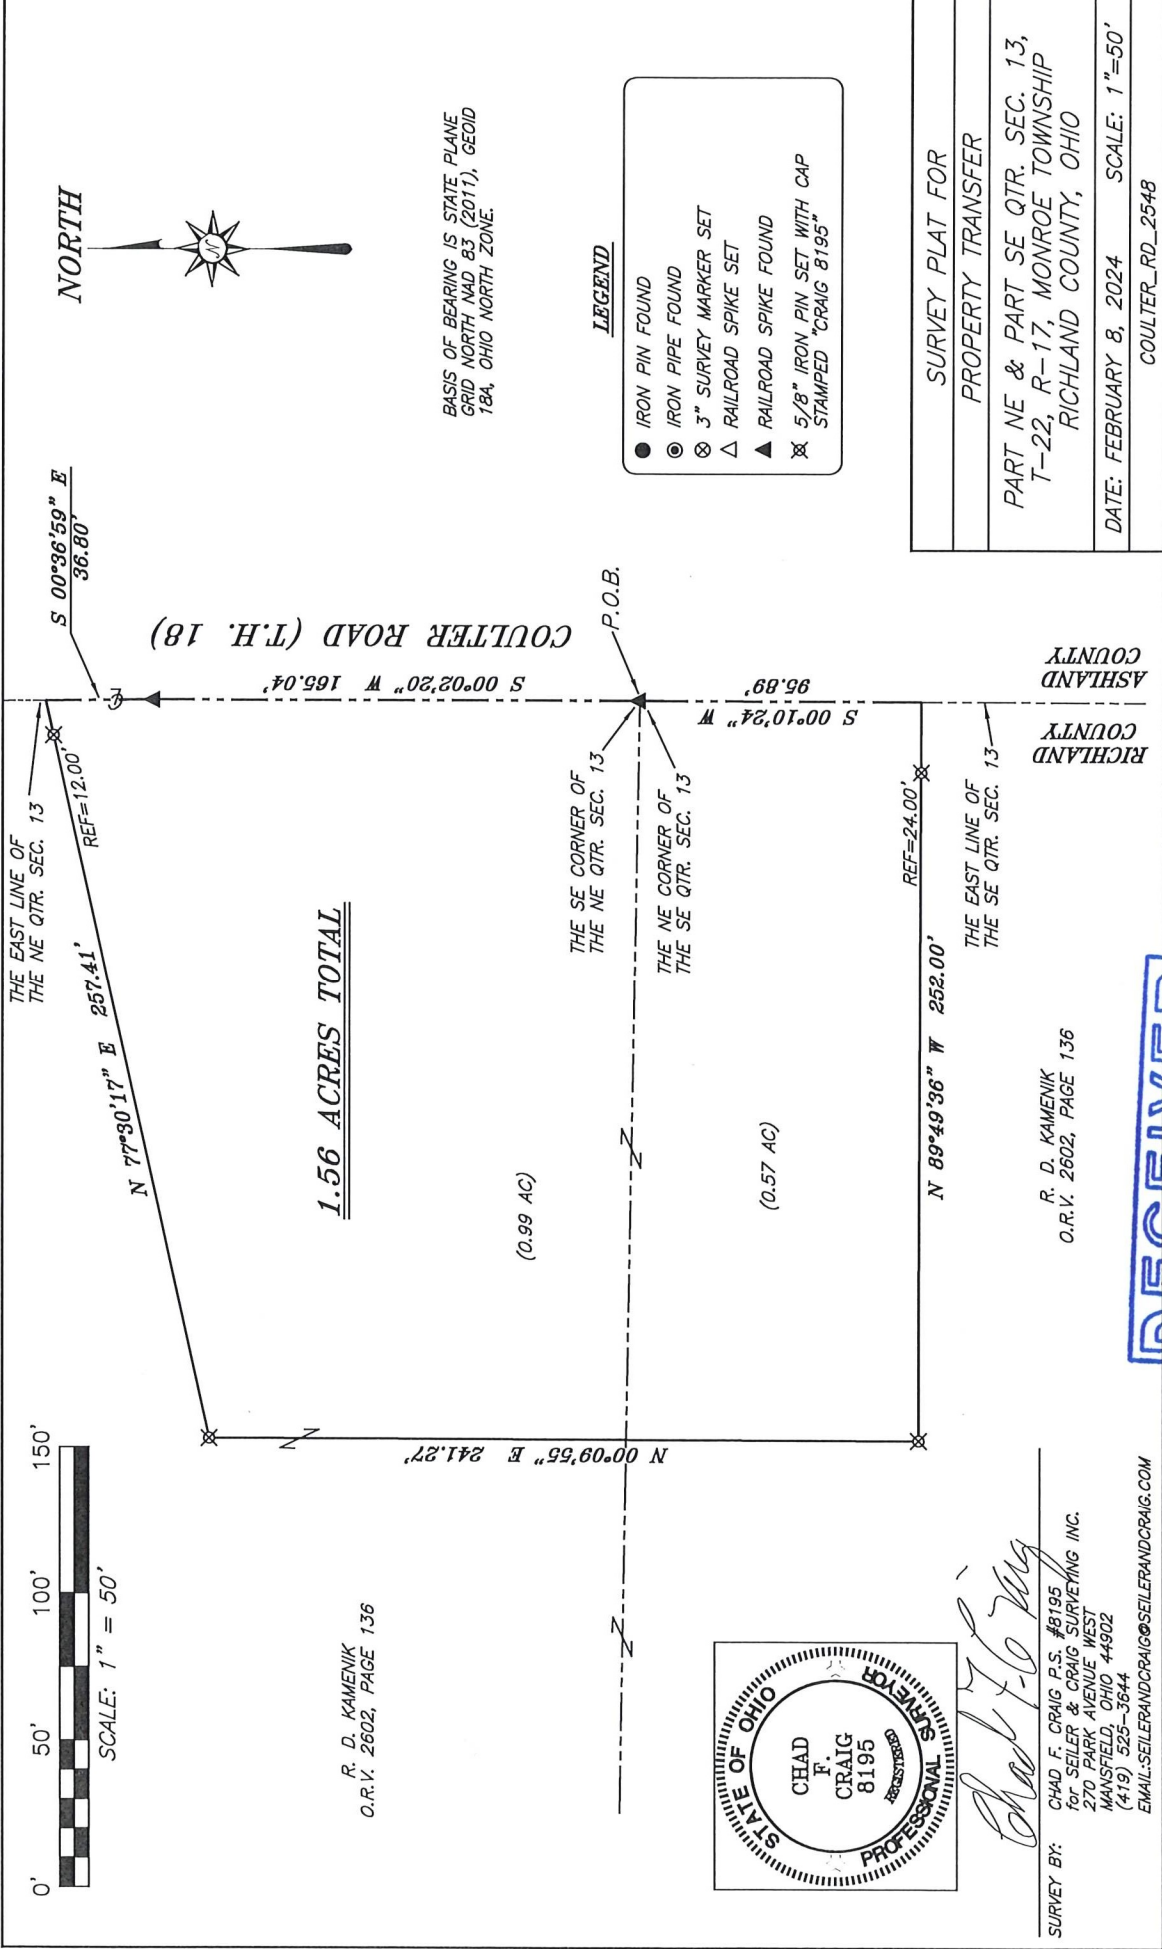 0' 50' 100' 150'
SCALE: 1" = 50'
NORTH
N
BASIS OF BEARING IS STATE PLANE
GRID NORTH NAD 83 (2011), GEOID
18A, OHIO NORTH ZONE.
THE EAST LINE OF
THE NE QTR. SEC. 13
S 00°36'59" E
36.80'
REF=12.00'
N 77°30'17" E 257.41'
COULTER ROAD (T.H. 18)
S 00°02'20" W 165.04'
1.56 ACRES TOTAL
R. D. KAMENIK
O.R.V. 2602, PAGE 136
N 00°09'55" E 241.27'
(0.99 AC)
THE SE CORNER OF
THE NE QTR. SEC. 13
P.O.B.
THE NE CORNER OF
THE SE QTR. SEC. 13
S 00°10'24" W
95.89'
(0.57 AC)
REF=24.00'
N 89°49'36" W 252.00'
THE EAST LINE OF
THE SE QTR. SEC. 13
R. D. KAMENIK
O.R.V. 2602, PAGE 136
RICHLAND
COUNTY
ASHLAND
COUNTY
LEGEND
IRON PIN FOUND
IRON PIPE FOUND
3" SURVEY MARKER SET
RAILROAD SPIKE SET
RAILROAD SPIKE FOUND
5/8" IRON PIN SET WITH CAP
STAMPED "CRAIG 8195"
STATE OF OHIO
CHAD
F.
CRAIG
8195
REGISTERED
PROFESSIONAL SURVEYOR
Chad F Craig
SURVEY BY: CHAD F. CRAIG P.S. #8195
for SEILER & CRAIG SURVEYING INC.
270 PARK AVENUE WEST
MANSFIELD, OHIO 44902
(419) 525-3644
EMAIL:SEILERANDCRAIG@SEILERANDCRAIG.COM
RECEIVED
SURVEY PLAT FOR
PROPERTY TRANSFER
PART NE & PART SE QTR. SEC. 13,
T-22, R-17, MONROE TOWNSHIP
RICHLAND COUNTY, OHIO
DATE: FEBRUARY 8, 2024 SCALE: 1"=50'
COULTER_RD_2548